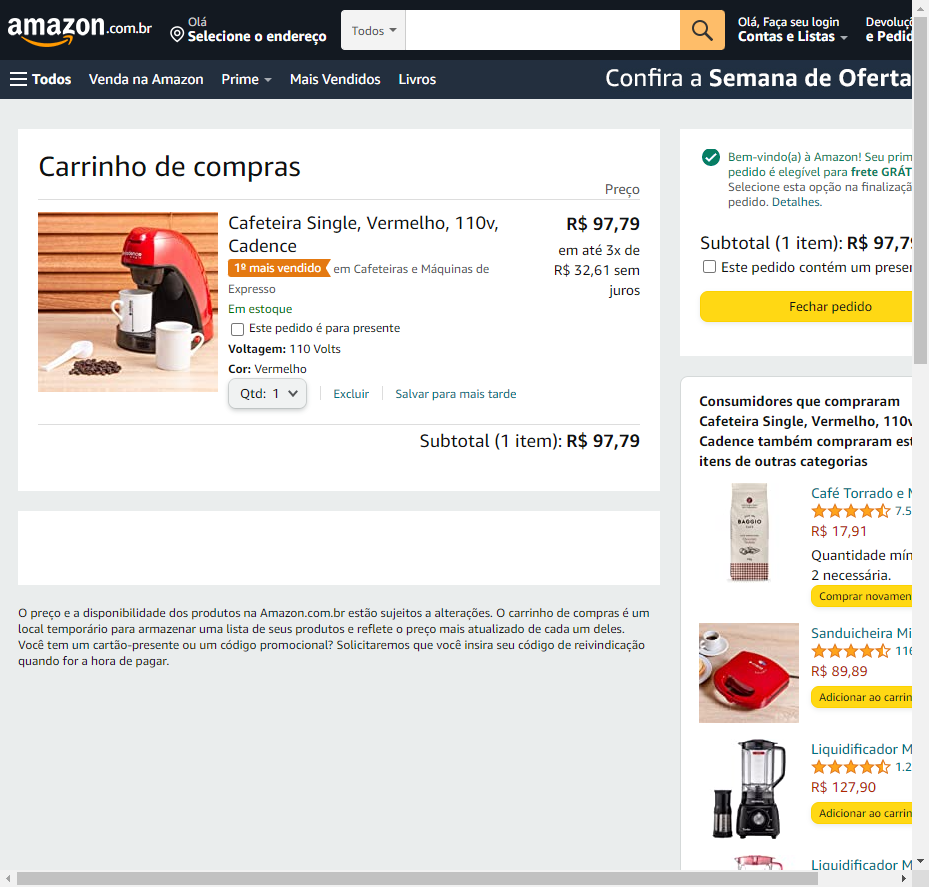 amazon.com.br
Olá
Selecione o endereço
Todos
Olá, Faça seu login
Contas e Listas
Devoluç
e Pedid
Todos
Venda na Amazon
Prime
Mais Vendidos
Livros
Confira a Semana de Oferta
Carrinho de compras
Preço
Cafeteira Single, Vermelho, 110v,
Cadence
R$ 97,79
1º mais vendido em Cafeteiras e Máquinas de
Expresso
em até 3x de
R$ 32,61 sem
juros
Em estoque
Este pedido é para presente
Voltagem: 110 Volts
Cor: Vermelho
Qtd: 1
Excluir
Salvar para mais tarde
Subtotal (1 item): R$ 97,79
O preço e a disponibilidade dos produtos na Amazon.com.br estão sujeitos a alterações. O carrinho de compras é um
local temporário para armazenar uma lista de seus produtos e reflete o preço mais atualizado de cada um deles.
Você tem um cartão-presente ou um código promocional? Solicitaremos que você insira seu código de reivindicação
quando for a hora de pagar.
Bem-vindo(a) à Amazon! Seu prim
pedido é elegível para frete GRÁT
Selecione esta opção na finalizaçã
pedido. Detalhes.
Subtotal (1 item): R$ 97,79
Este pedido contém um presen
Fechar pedido
Consumidores que compraram
Cafeteira Single, Vermelho, 110v
Cadence também compraram est
itens de outras categorias
BAGGIO
Café Torrado e M
7.5
R$ 17,91
Quantidade mín
2 necessária.
Comprar novamen
Sanduicheira Mi
116
R$ 89,89
Adicionar ao carrin
Liquidificador M
1.2
R$ 127,90
Adicionar ao carrin
Liquidificador M